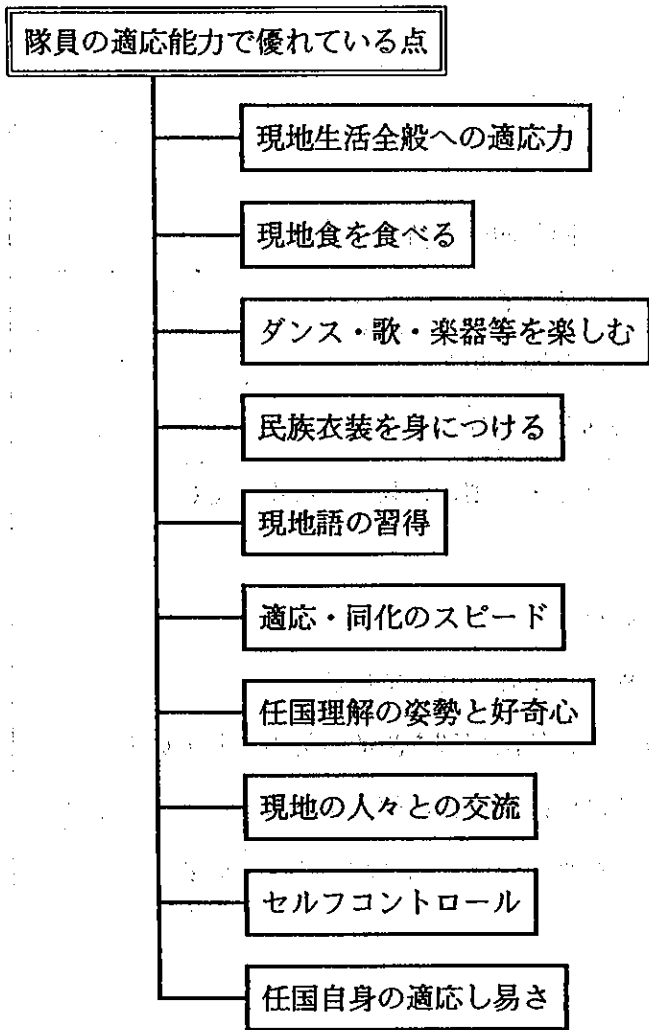 隊員の適応能力で優れている点
現地生活全般への適応力
現地食を食べる
ダンス・歌・楽器等を楽しむ
民族衣装を身につける
現地語の習得
適応・同化のスピード
任国理解の姿勢と好奇心
現地の人々との交流
セルフコントロール
任国自身の適応し易さ